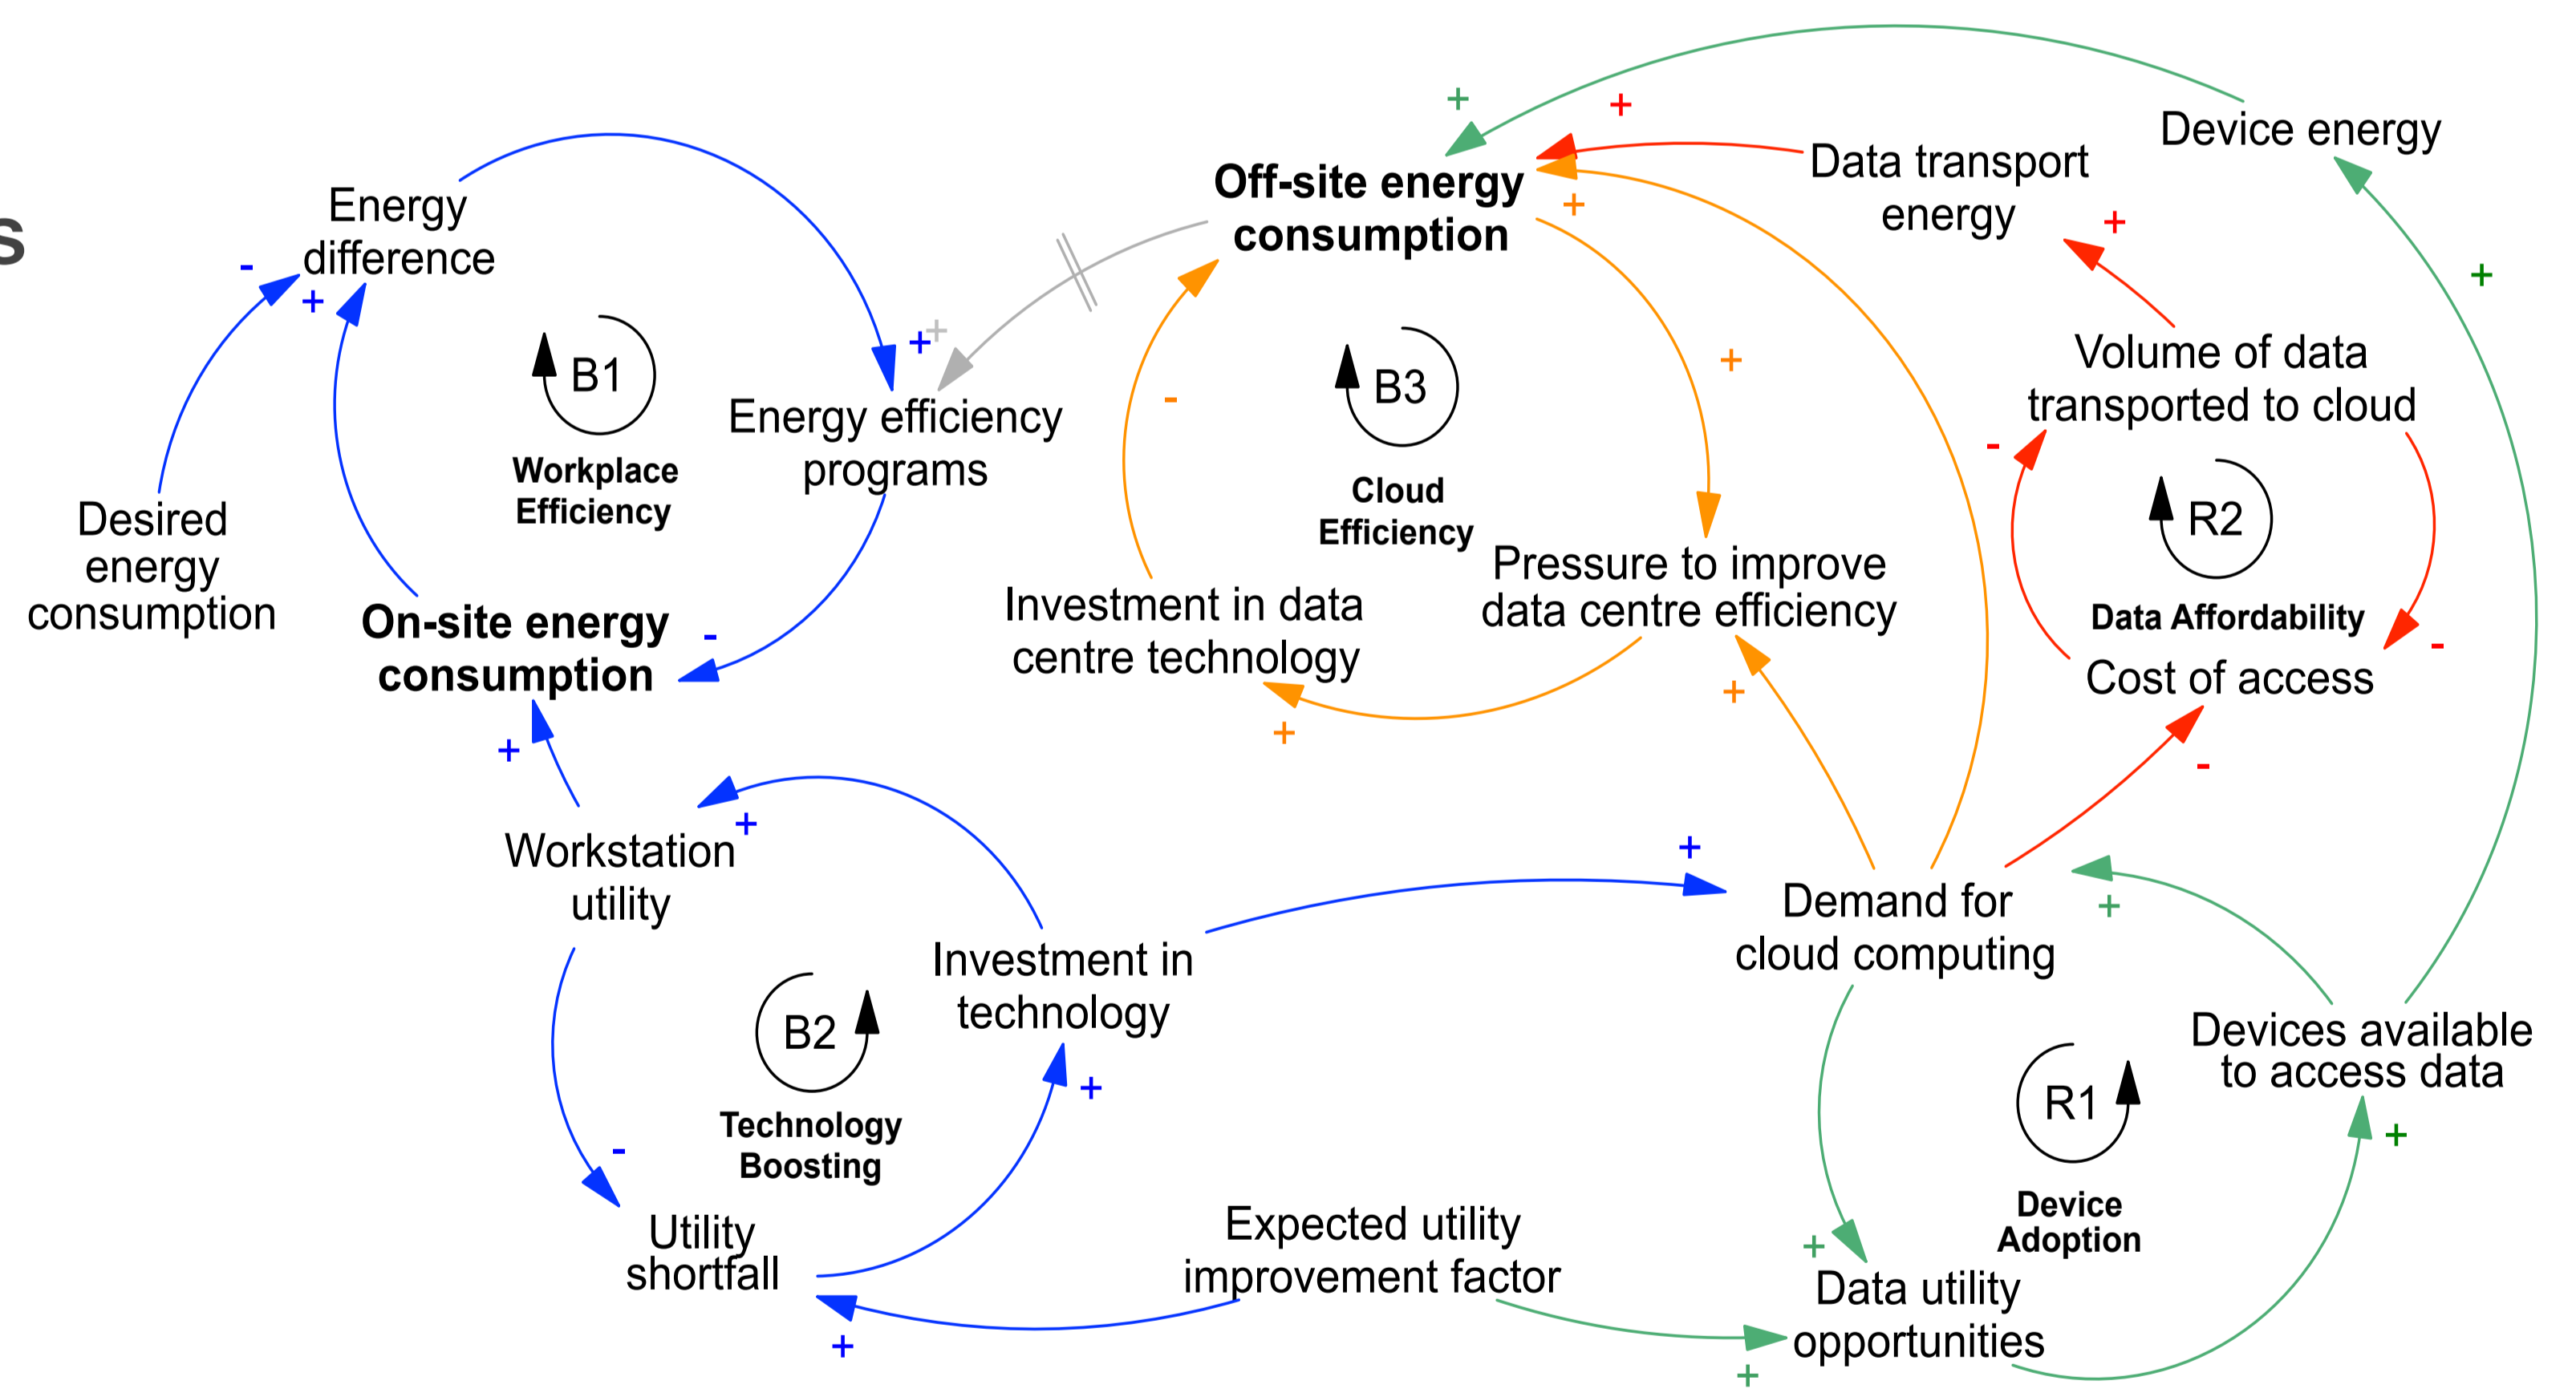 s
Energy
difference
-
+
Desired
energy
consumption
B1
Workplace
Efficiency
+
+
Energy efficiency
programs
On-site energy
consumption
-
+
Workstation
utility
+
Investment in
technology
B2
Technology
Boosting
-
+
Utility
shortfall
+
Expected utility
improvement factor
+
Off-site energy
consumption
+
+
+
Data transport
energy
+
Device energy
+
B3
Cloud
Efficiency
+
-
Investment in data
centre technology
+
Pressure to improve
data centre efficiency
+
Volume of data
transported to cloud
-
R2
Data Affordability
-
Cost of access
-
+
Demand for
cloud computing
+
Devices available
to access data
+
R1
Device
Adoption
+
Data utility
opportunities